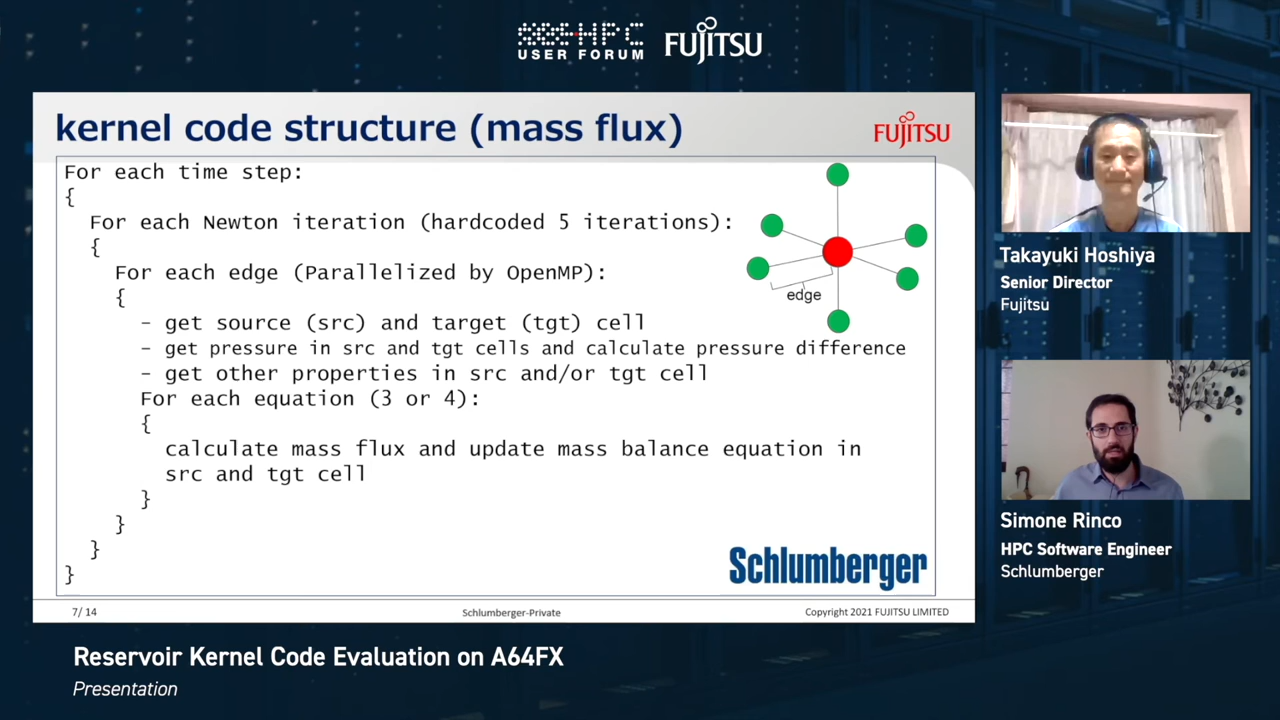 HPC
USER FORUM
FUJITSU
kernel code structure (mass flux)
FUJITSU
For each time step:
{
For each Newton iteration (hardcoded 5 iterations):
{
For each edge (Parallelized by OpenMP):
{
– get source (src) and target (tgt) cell
– get pressure in src and tgt cells and calculate pressure difference
– get other properties in src and/or tgt cell
For each equation (3 or 4):
{
calculate mass flux and update mass balance equation in
src and tgt cell
}
}
}
}
edge
Schlumberger
7/ 14
Schlumberger-Private
Copyright 2021 FUJITSU LIMITED
Takayuki Hoshiya
Senior Director
Fujitsu
Simone Rinco
HPC Software Engineer
Schlumberger
Reservoir Kernel Code Evaluation on A64FX
Presentation